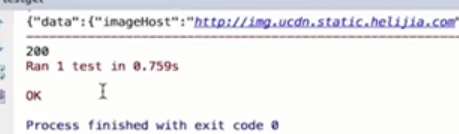 {"data":{"imageHost":"http://img.ucdn.static.helijia.com"
200
Ran 1 test in 0.759s
OK
Process finished with exit code 0